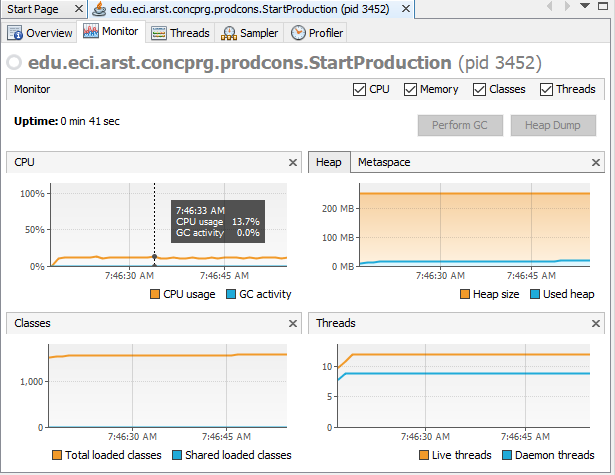 Start Page × edu.eci.arst.concprg.prodcons.StartProduction (pid 3452) ×
Overview Monitor Threads Sampler Profiler
edu.eci.arst.concprg.prodcons.StartProduction (pid 3452)
Monitor CPU Memory Classes Threads
Uptime: 0 min 41 sec
Perform GC Heap Dump
CPU ×
100%
50%
0%
7:46:33 AM
CPU usage 13.7%
GC activity 0.0%
7:46:30 AM 7:46:45 AM
CPU usage GC activity
Heap Metaspace ×
200 MB
100 MB
0 MB
7:46:30 AM 7:46:45 AM
Heap size Used heap
Classes ×
1,000
0
7:46:30 AM 7:46:45 AM
Total loaded classes Shared loaded classes
Threads ×
10
5
0
7:46:30 AM 7:46:45 AM
Live threads Daemon threads